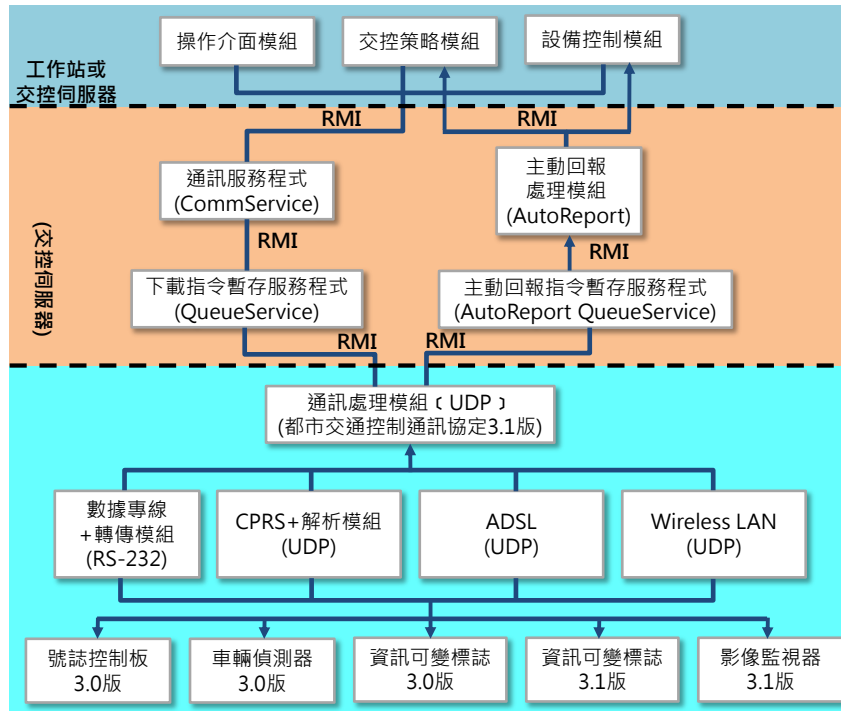 操作介面模組
交控策略模組
設備控制模組
工作站或
交控伺服器
RMI
RMI
RMI
通訊服務程式
(CommService)
主動回報
處理模組
(AutoReport)
RMI
RMI
(交控伺服器)
下載指令暫存服務程式
(QueueService)
主動回報指令暫存服務程式
(AutoReport QueueService)
RMI
RMI
通訊處理模組﹝UDP﹞
(都市交通控制通訊協定3.1版)
數據專線
+轉傳模組
(RS-232)
CPRS+解析模組
(UDP)
ADSL
(UDP)
Wireless LAN
(UDP)
號誌控制板
3.0版
車輛偵測器
3.0版
資訊可變標誌
3.0版
資訊可變標誌
3.1版
影像監視器
3.1版